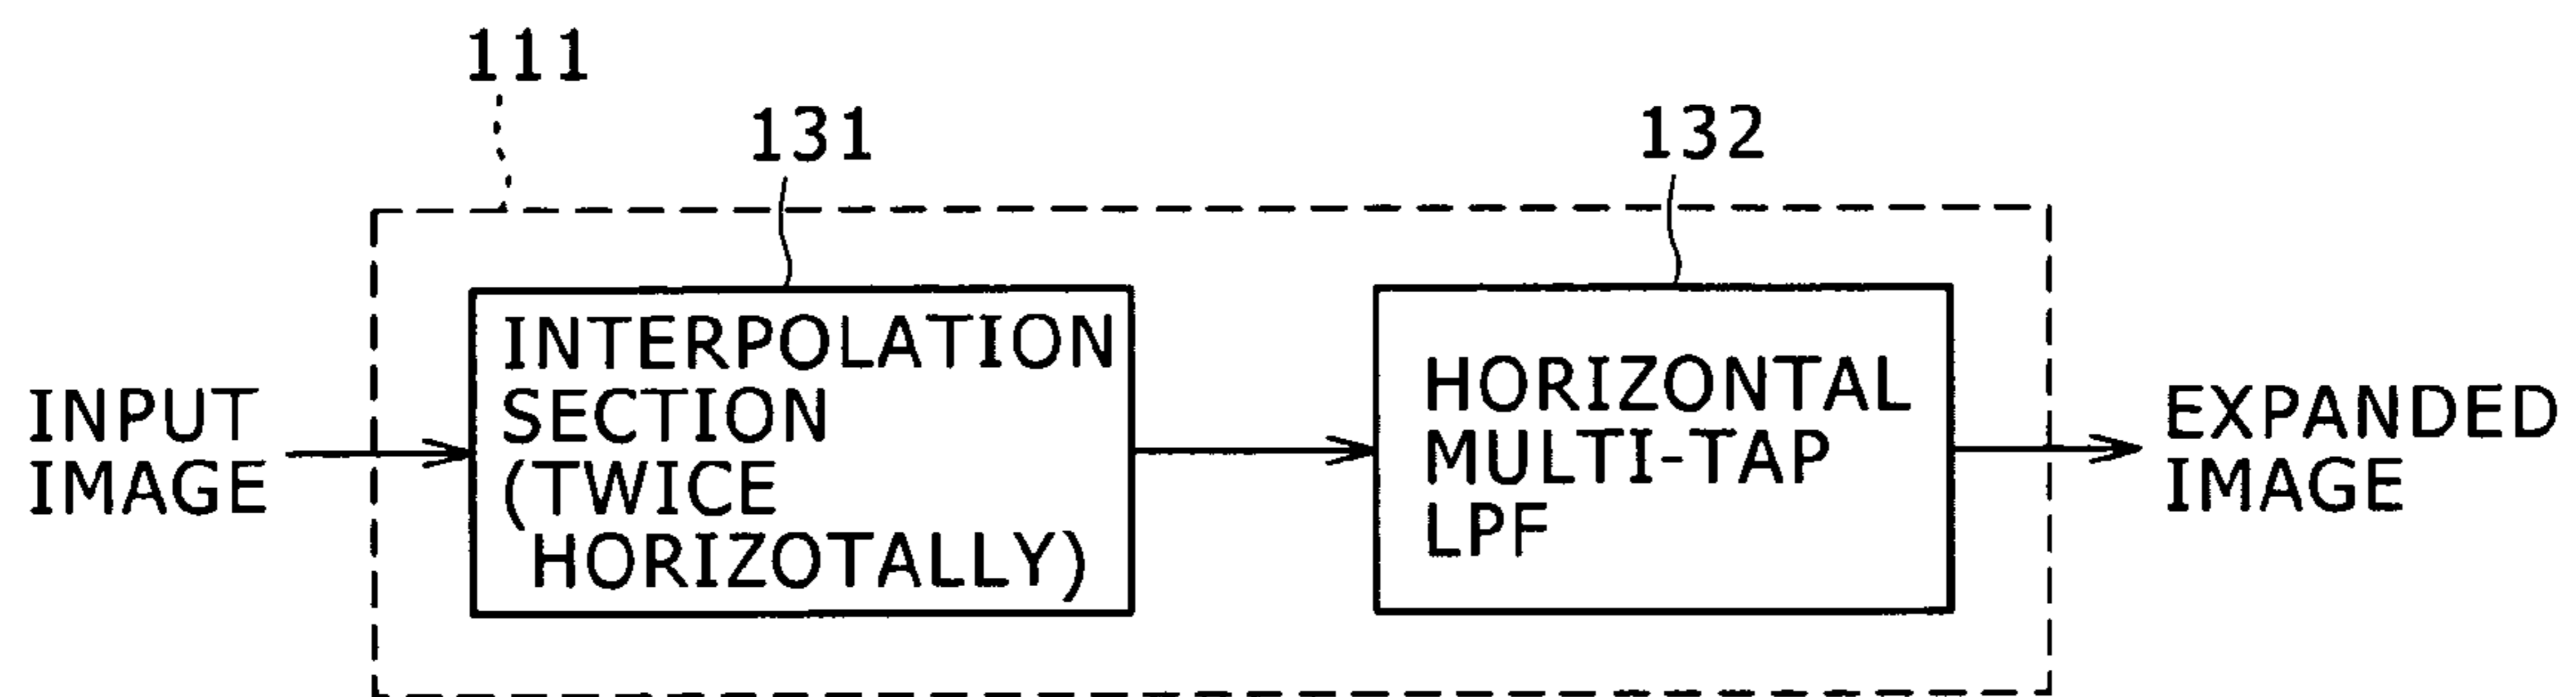 111
131
132
INPUT
IMAGE
INTERPOLATION
SECTION
(TWICE
HORIZOTALLY)
HORIZONTAL
MULTI-TAP
LPF
EXPANDED
IMAGE